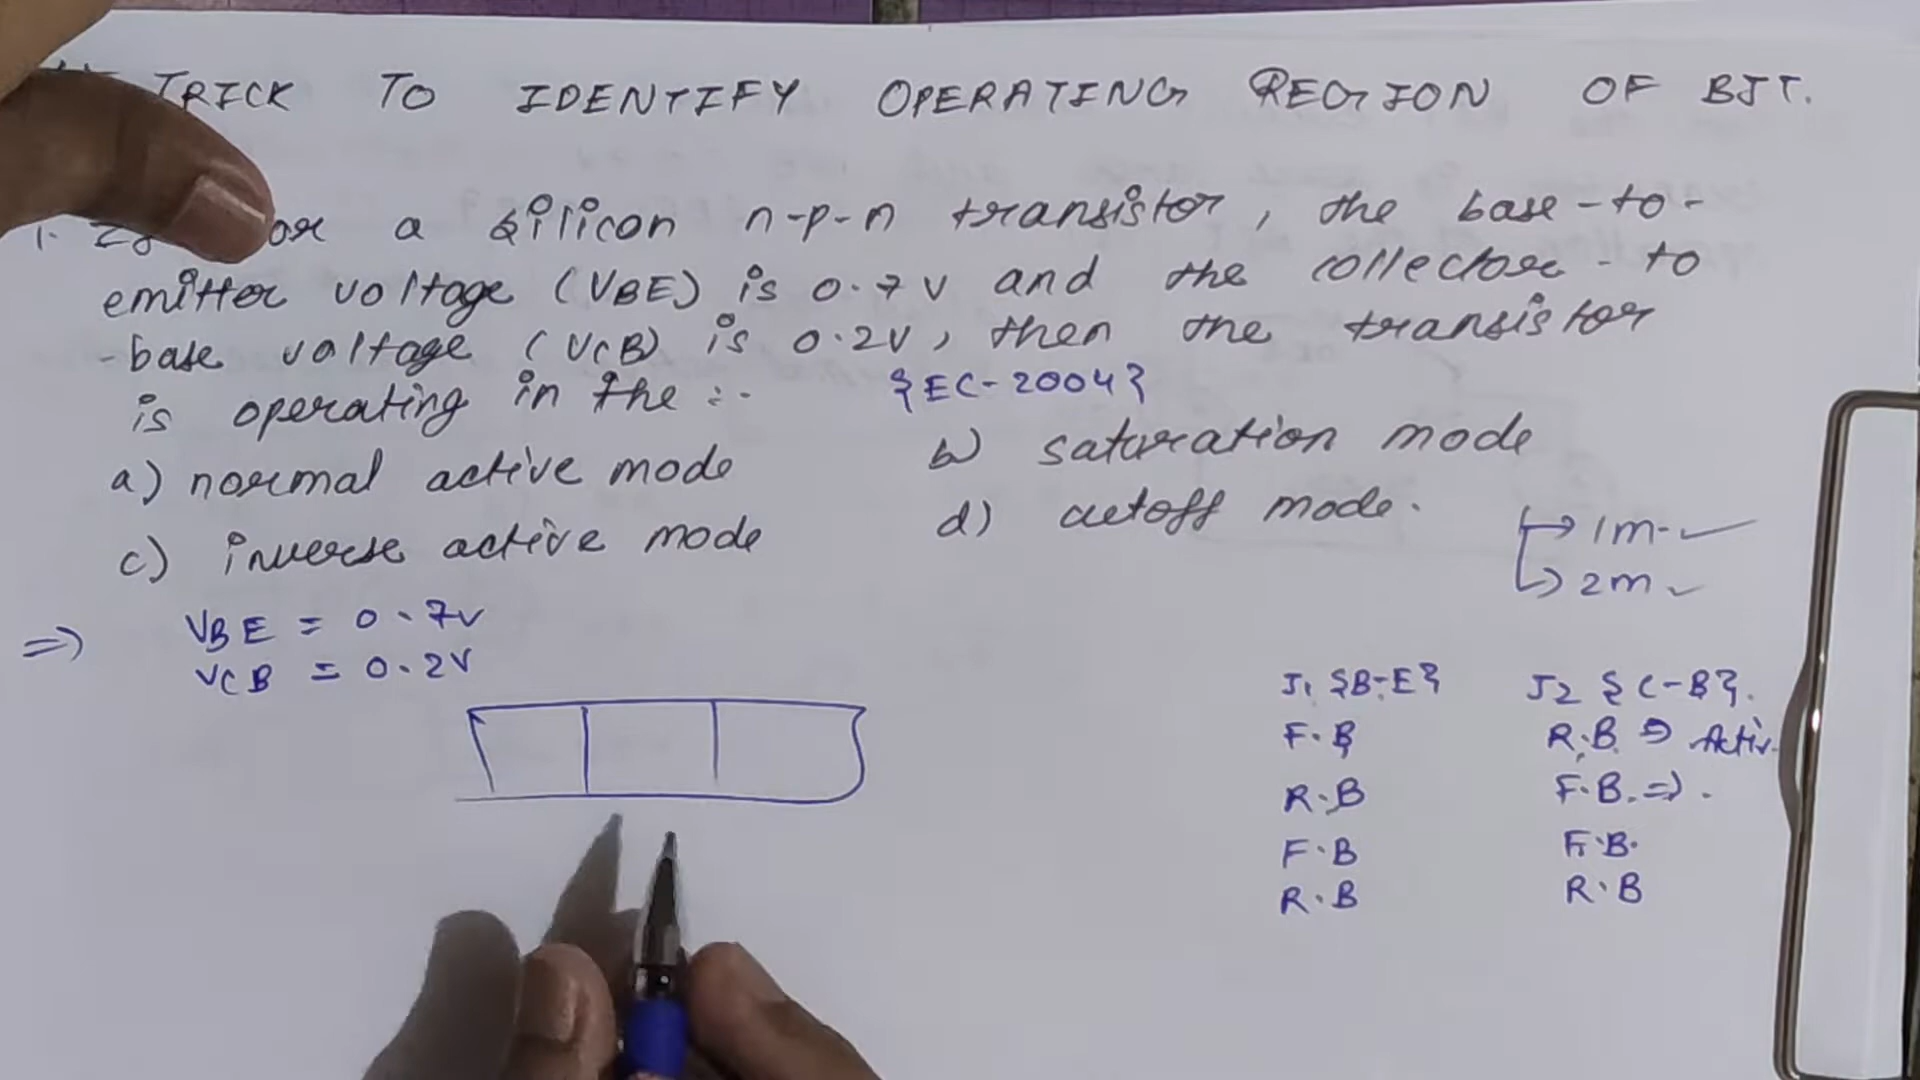 TRICK TO IDENTIFY OPERATING REGION OF BJT.
1. a silicon n-p-n transistor, the base-to-
emitter voltage (VBE) is 0.7V and the collector-to
-base voltage (VCB) is 0.2V, then the transistor
is operating in the :- {EC-2004}
a) normal active mode b) saturation mode
c) inverse active mode d) cutoff mode.
→ 1m-✓
→ 2m ✓
=> VBE = 0.7V
VCB = 0.2V
J1 {B-E} J2 {C-B}.
F.B R.B => Activ
R.B F.B. => .
F.B F.B.
R.B R.B